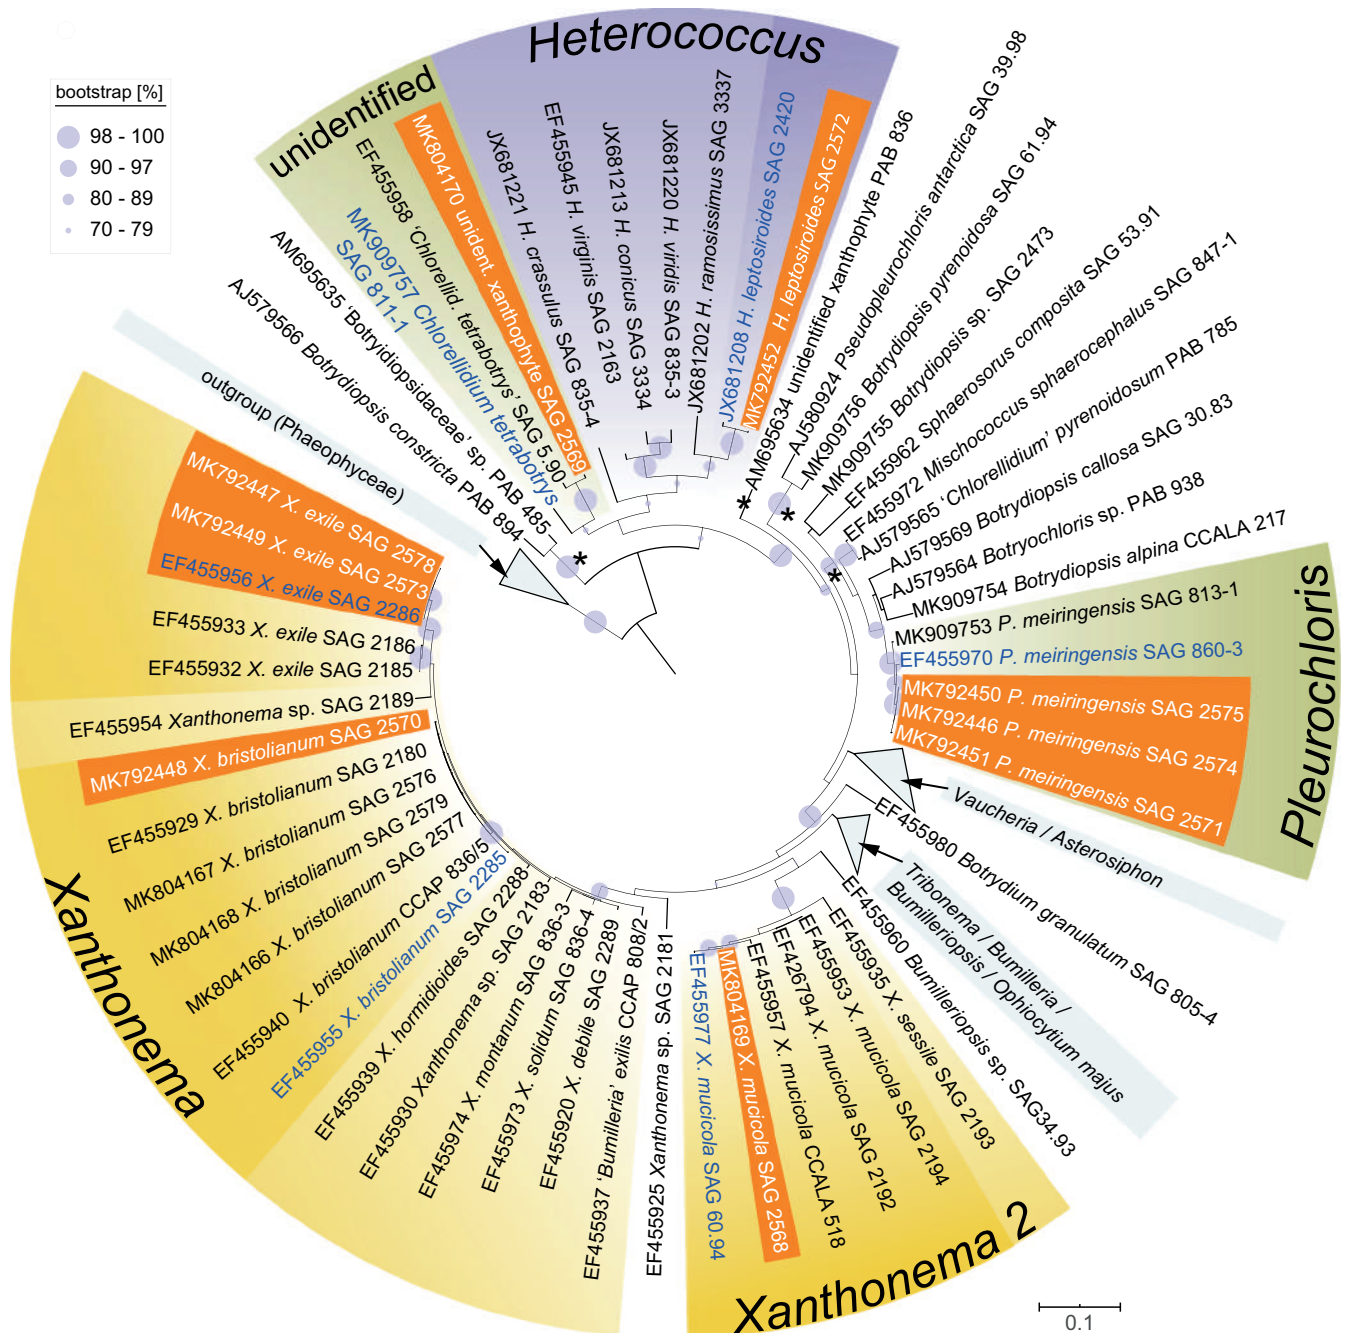 bootstrap [%]
98 - 100
90 - 97
80 - 89
70 - 79
Heterococcus
unidentified
Pleurochloris
Xanthonema
Xanthonema 2
outgroup (Phaeophyceae)
AJ579566 Botrydiopsis constricta PAB 894
AM695635 ‘Botryidiopsidaceae’ sp. PAB 485
MK909757 Chlorellidium tetrabotrys
SAG 811-1
EF455958 ‘Chlorellid. tetrabotrys’ SAG 5.90
MK804170 unident. xanthophyte SAG 2569
JX681221 H. crassulus SAG 835-4
EF455945 H. virginis SAG 2163
JX681213 H. conicus SAG 3334
JX681220 H. viridis SAG 835-3
JX681202 H. ramosissimus SAG 3337
JX681208 H. leptosiroides SAG 2420
MK792452 H. leptosiroides SAG 2572
AM695634 unidentified xanthophyte PAB 836
AJ580924 Pseudopleurochloris antarctica SAG 39.98
MK909756 Botrydiopsis pyrenoidosa SAG 61.94
MK909755 Botrydiopsis sp. SAG 2473
EF455962 Sphaerosorus composita SAG 53.91
EF455972 Mischococcus sphaerocephalus SAG 847-1
AJ579565 ‘Chlorellidium’ pyrenoidosum PAB 785
AJ579569 Botrydiopsis callosa SAG 30.83
AJ579564 Botryochloris sp. PAB 938
MK909754 Botrydiopsis alpina CCALA 217
MK909753 P. meiringensis SAG 813-1
EF455970 P. meiringensis SAG 860-3
MK792450 P. meiringensis SAG 2575
MK792446 P. meiringensis SAG 2574
MK792451 P. meiringensis SAG 2571
Vaucheria / Asterosiphon
EF455980 Botrydium granulatum SAG 805-4
Tribonema / Bumilleria /
Bumilleriopsis / Ophiocytium majus
EF455960 Bumilleriopsis sp. SAG34.93
EF455935 X. sessile SAG 2193
EF455953 X. mucicola SAG 2194
EF426794 X. mucicola SAG 2192
EF455957 X. mucicola CCALA 518
MK804169 X. mucicola SAG 2568
EF455977 X. mucicola SAG 60.94
EF455925 Xanthonema sp. SAG 2181
EF455937 ‘Bumilleria’ exilis CCAP 808/2
EF455920 X. debile SAG 2289
EF455973 X. solidum SAG 836-4
EF455974 X. montanum SAG 836-3
EF455930 Xanthonema sp. SAG 2183
EF455939 X. hormidioides SAG 2288
EF455955 X. bristolianum SAG 2285
EF455940 X. bristolianum CCAP 836/5
MK804166 X. bristolianum SAG 2577
MK804168 X. bristolianum SAG 2579
MK804167 X. bristolianum SAG 2576
EF455929 X. bristolianum SAG 2180
MK792448 X. bristolianum SAG 2570
EF455954 Xanthonema sp. SAG 2189
EF455932 X. exile SAG 2185
EF455933 X. exile SAG 2186
EF455956 X. exile SAG 2286
MK792449 X. exile SAG 2573
MK792447 X. exile SAG 2578
*
*
*
*
0.1